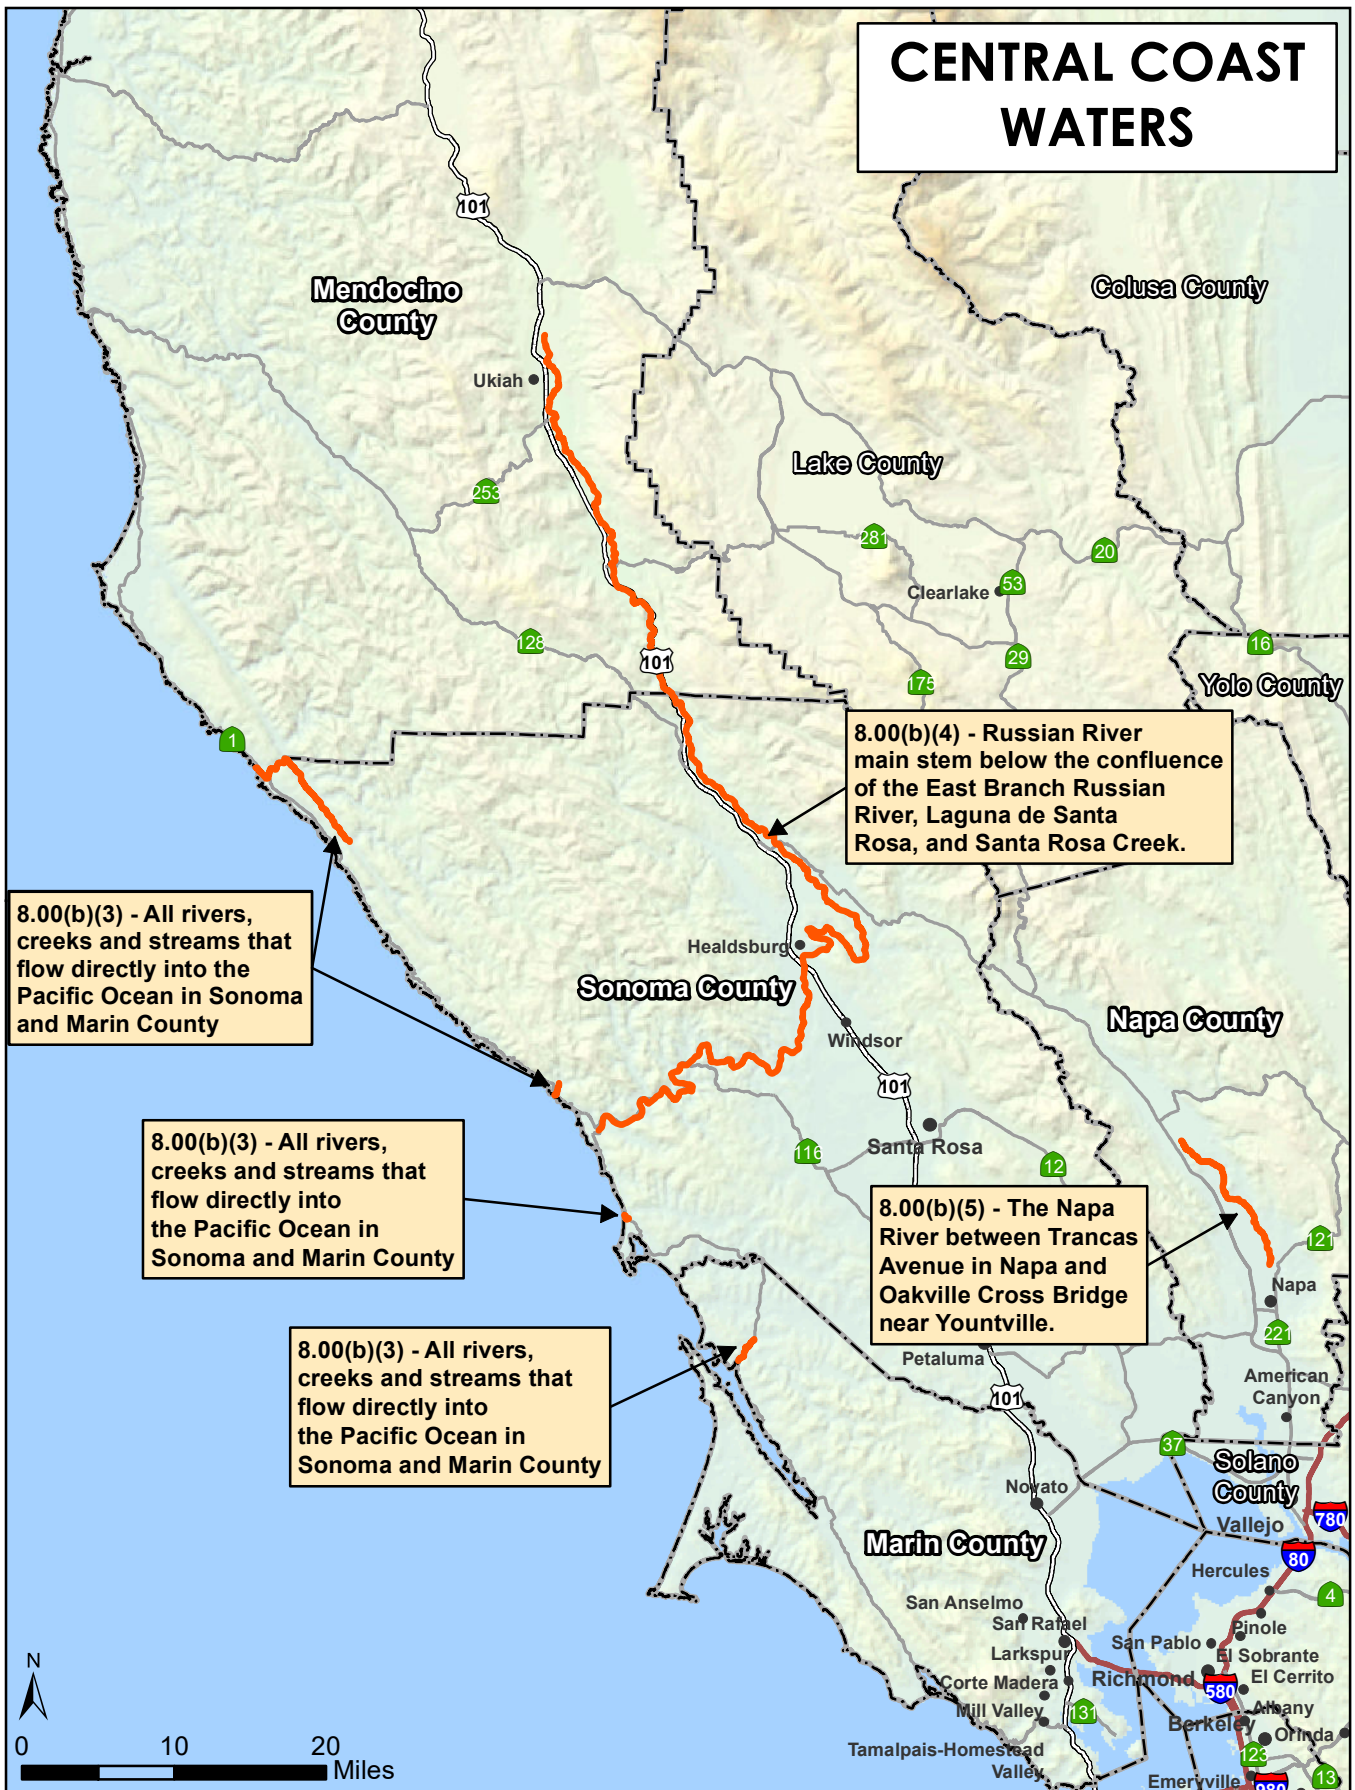 CENTRAL COAST
WATERS
101
Mendocino
County
Colusa County
Ukiah
Lake County
253
281
20
Clearlake
53
128
101
16
29
175
Yolo County
1
8.00(b)(4) - Russian River
main stem below the confluence
of the East Branch Russian
River, Laguna de Santa
Rosa, and Santa Rosa Creek.
8.00(b)(3) - All rivers,
creeks and streams that
flow directly into the
Pacific Ocean in Sonoma
and Marin County
Healdsburg
Sonoma County
Napa County
Windsor
101
Santa Rosa
116
12
8.00(b)(3) - All rivers,
creeks and streams that
flow directly into
the Pacific Ocean in
Sonoma and Marin County
8.00(b)(5) - The Napa
River between Trancas
Avenue in Napa and
Oakville Cross Bridge
near Yountville.
121
Napa
221
8.00(b)(3) - All rivers,
creeks and streams that
flow directly into
the Pacific Ocean in
Sonoma and Marin County
Petaluma
American
Canyon
101
37
Solano
County
Novato
780
Vallejo
Marin County
80
Hercules
4
San Anselmo
San Rafael
Pinole
San Pablo
Larkspur
El Sobrante
Richmond
El Cerrito
Corte Madera
580
Mill Valley
131
Albany
Berkeley
Orinda
Tamalpais-Homestead
Valley
123
13
Emeryville
980
N
0 10 20
Miles